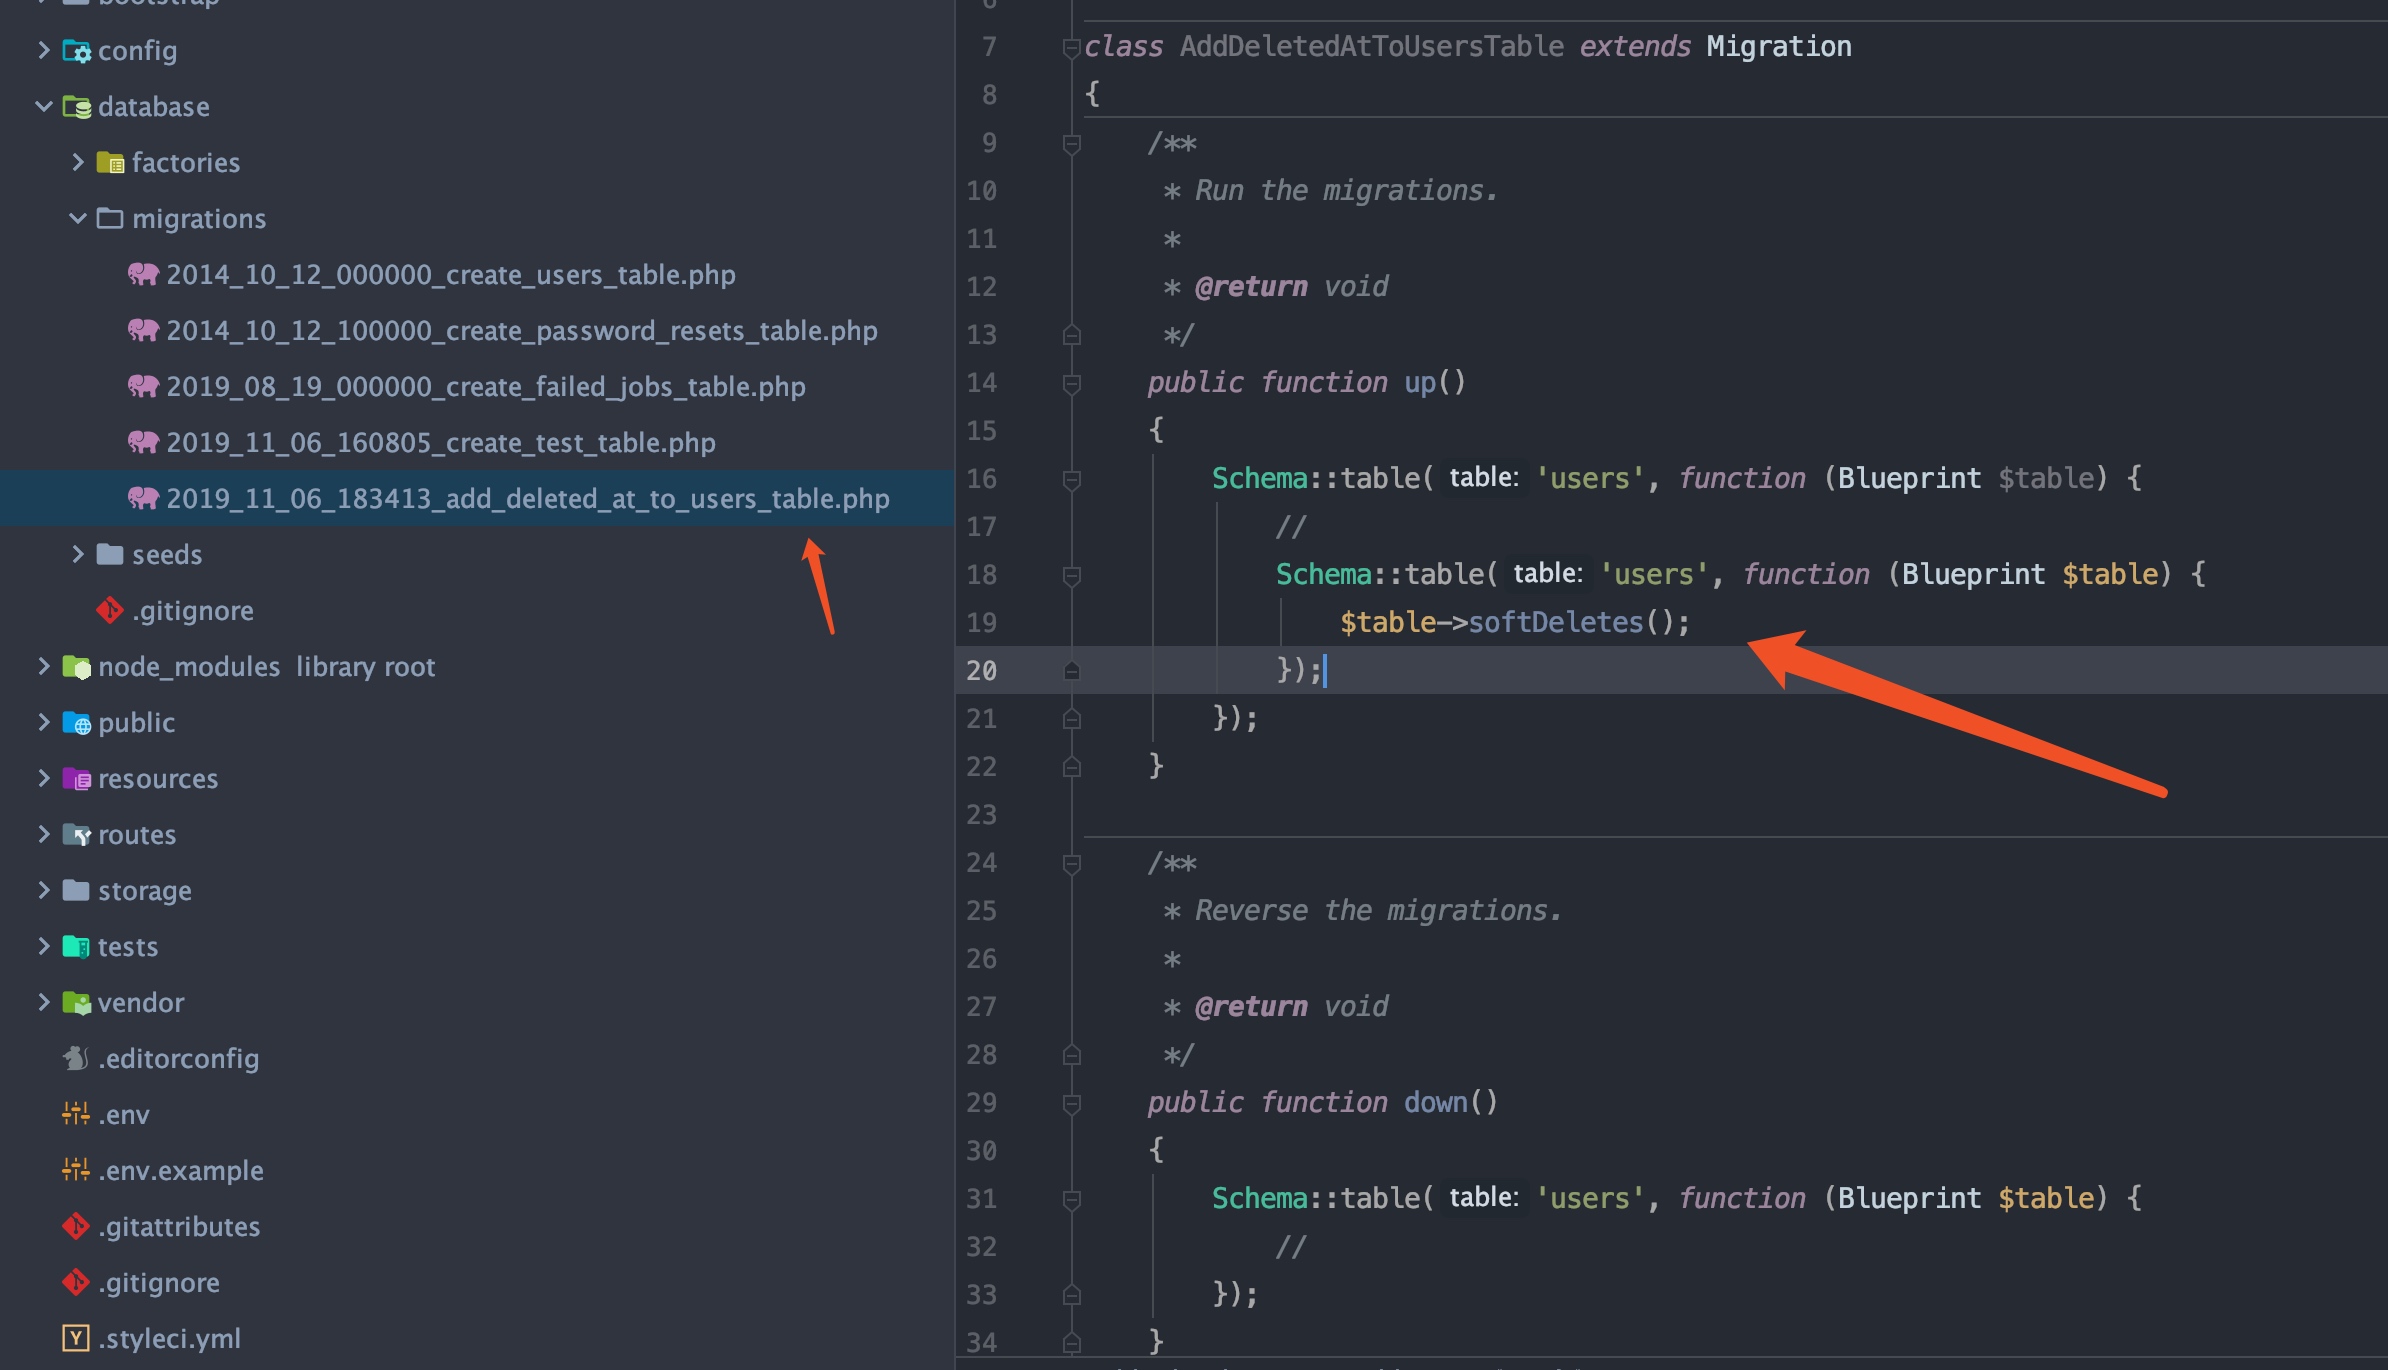 bootstrap
config
database
factories
migrations
2014_10_12_000000_create_users_table.php
2014_10_12_100000_create_password_resets_table.php
2019_08_19_000000_create_failed_jobs_table.php
2019_11_06_160805_create_test_table.php
2019_11_06_183413_add_deleted_at_to_users_table.php
seeds
.gitignore
node_modules library root
public
resources
routes
storage
tests
vendor
.editorconfig
.env
.env.example
.gitattributes
.gitignore
Y .styleci.yml
6
7 class AddDeletedAtToUsersTable extends Migration
8 {
9 /**
10 * Run the migrations.
11 *
12 * @return void
13 */
14 public function up()
15 {
16 Schema::table( table: 'users', function (Blueprint $table) {
17 //
18 Schema::table( table: 'users', function (Blueprint $table) {
19 $table->softDeletes();
20 });
21 });
22 }
23
24 /**
25 * Reverse the migrations.
26 *
27 * @return void
28 */
29 public function down()
30 {
31 Schema::table( table: 'users', function (Blueprint $table) {
32 //
33 });
34 }